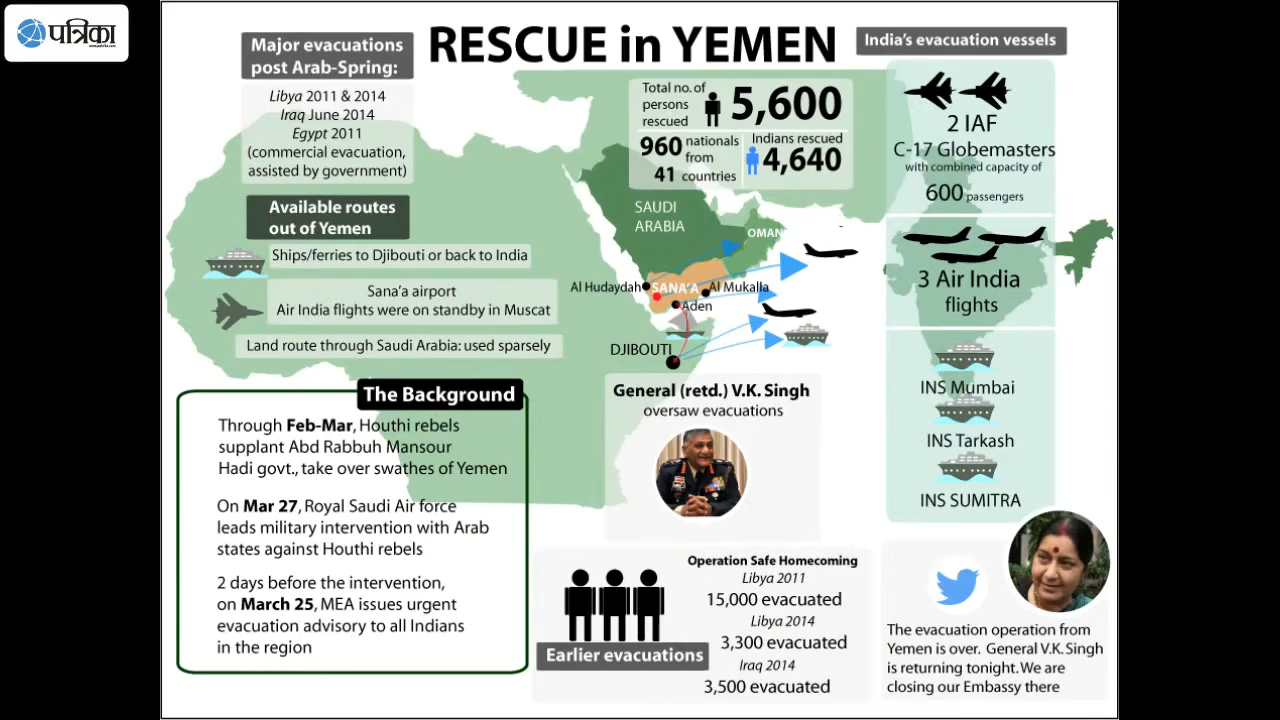 पत्रिका
www.patrika.com
RESCUE in YEMEN
Major evacuations
post Arab-Spring:
Libya 2011 & 2014
Iraq June 2014
Egypt 2011
(commercial evacuation,
assisted by government)
Available routes
out of Yemen
Ships/ferries to Djibouti or back to India
Sana’a airport
Air India flights were on standby in Muscat
Land route through Saudi Arabia: used sparsely
Total no. of
persons
rescued
5,600
960 nationals
from
41 countries
Indians rescued
4,640
SAUDI
ARABIA
OMAN
Al Hudaydah
SANA’A
Al Mukalla
Aden
DJIBOUTI
India’s evacuation vessels
2 IAF
C-17 Globemasters
with combined capacity of
600 passengers
3 Air India
flights
INS Mumbai
INS Tarkash
INS SUMITRA
The Background
Through Feb-Mar, Houthi rebels
supplant Abd Rabbuh Mansour
Hadi govt., take over swathes of Yemen
On Mar 27, Royal Saudi Air force
leads military intervention with Arab
states against Houthi rebels
2 days before the intervention,
on March 25, MEA issues urgent
evacuation advisory to all Indians
in the region
General (retd.) V.K. Singh
oversaw evacuations
Earlier evacuations
Operation Safe Homecoming
Libya 2011
15,000 evacuated
Libya 2014
3,300 evacuated
Iraq 2014
3,500 evacuated
The evacuation operation from
Yemen is over. General V.K. Singh
is returning tonight. We are
closing our Embassy there